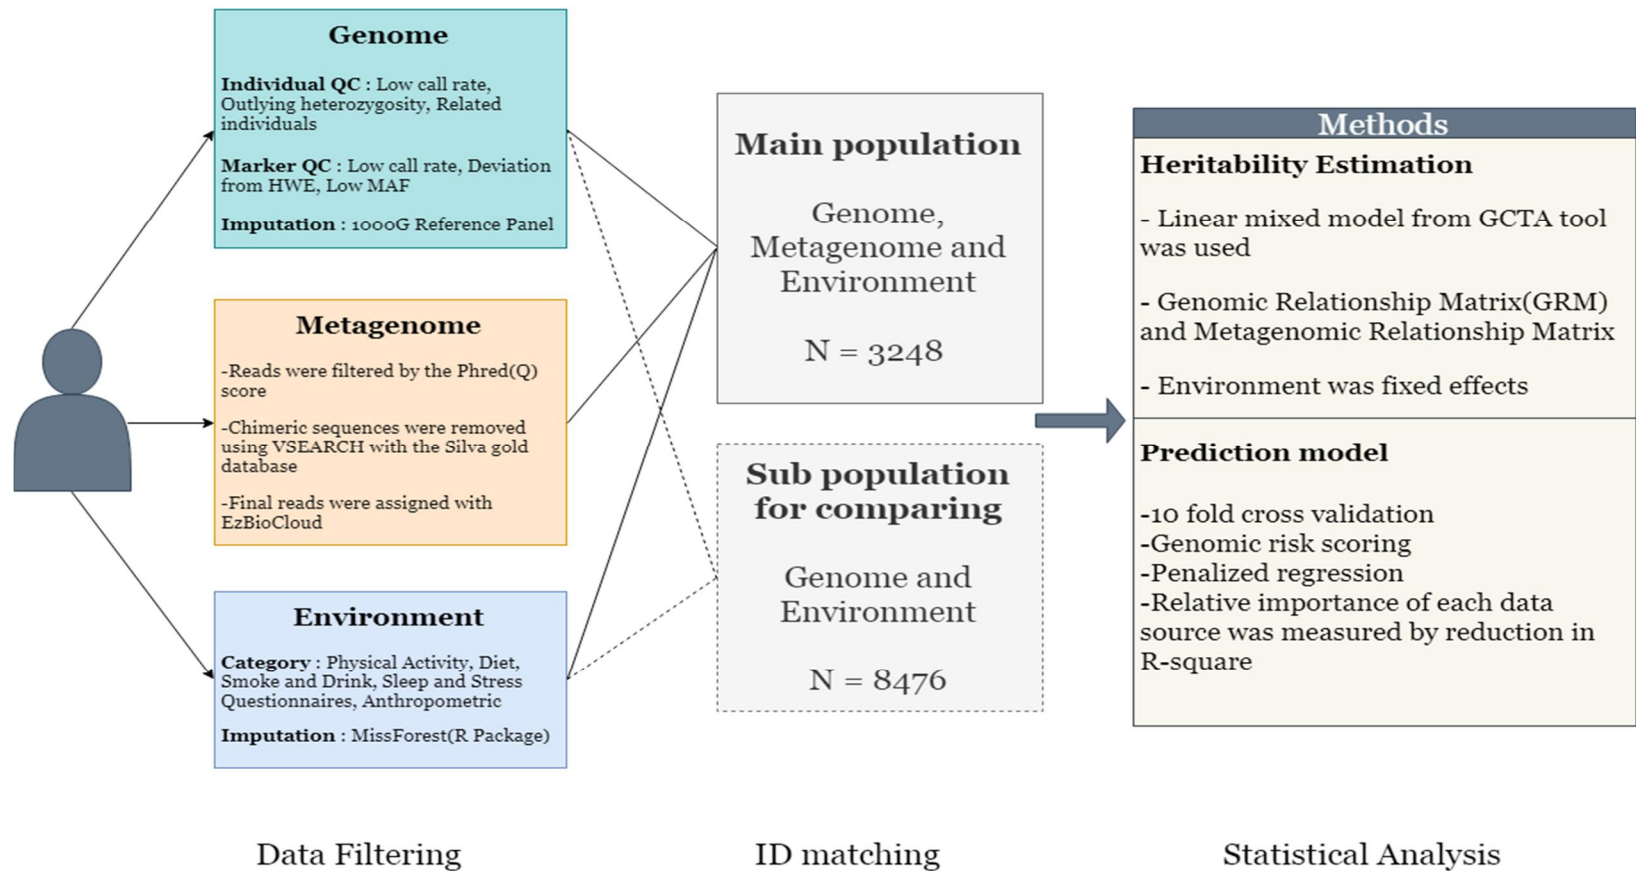 Genome
Individual QC : Low call rate,
Outlying heterozygosity, Related
individuals
Marker QC : Low call rate, Deviation
from HWE, Low MAF
Imputation : 1000G Reference Panel
Metagenome
-Reads were filtered by the Phred(Q)
score
-Chimeric sequences were removed
using VSEARCH with the Silva gold
database
-Final reads were assigned with
EzBioCloud
Environment
Category : Physical Activity, Diet,
Smoke and Drink, Sleep and Stress
Questionnaires, Anthropometric
Imputation : MissForest(R Package)
Data Filtering
Main population
Genome,
Metagenome and
Environment
N = 3248
Sub population
for comparing
Genome and
Environment
N = 8476
ID matching
Methods
Heritability Estimation
- Linear mixed model from GCTA tool
was used
- Genomic Relationship Matrix(GRM)
and Metagenomic Relationship Matrix
- Environment was fixed effects
Prediction model
-10 fold cross validation
-Genomic risk scoring
-Penalized regression
-Relative importance of each data
source was measured by reduction in
R-square
Statistical Analysis